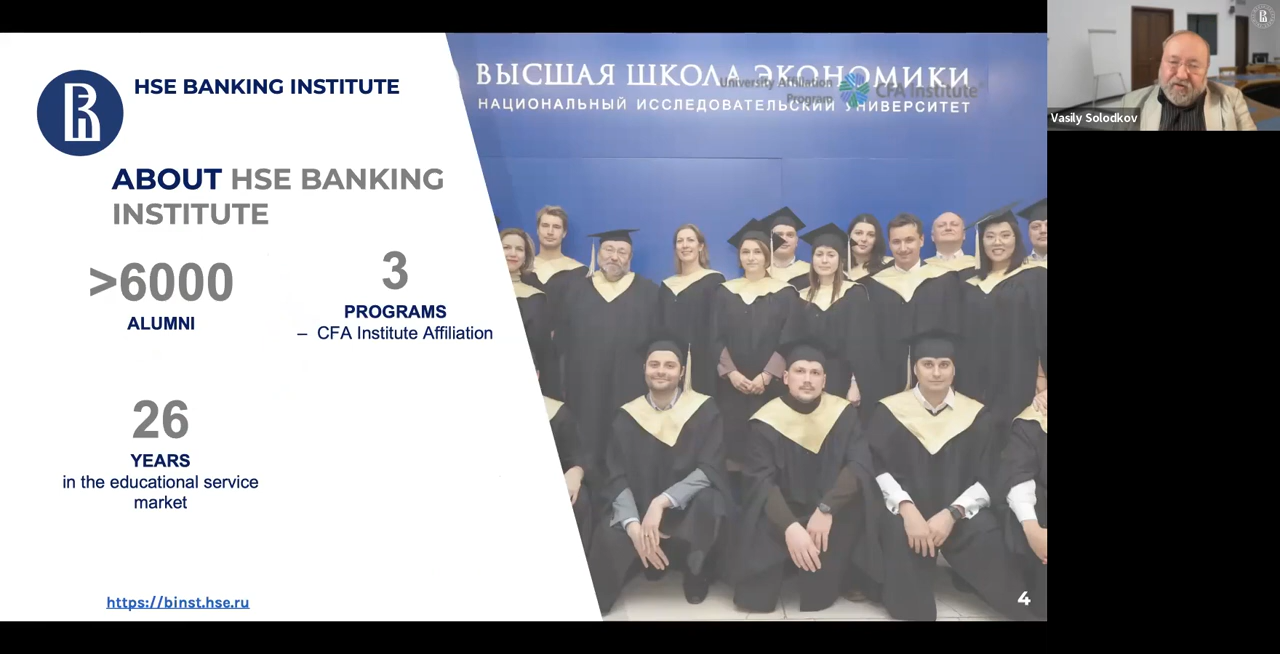 HSE BANKING INSTITUTE
ABOUT HSE BANKING
INSTITUTE
>6000
ALUMNI
3
PROGRAMS
– CFA Institute Affiliation
26
YEARS
in the educational service
market
https://binst.hse.ru
ВЫСШАЯ ШКОЛА ЭКОНОМИКИ
НАЦИОНАЛЬНЫЙ ИССЛЕДОВАТЕЛЬСКИЙ УНИВЕРСИТЕТ
University Affiliation
Program
CFA Institute
4
Vasily Solodkov